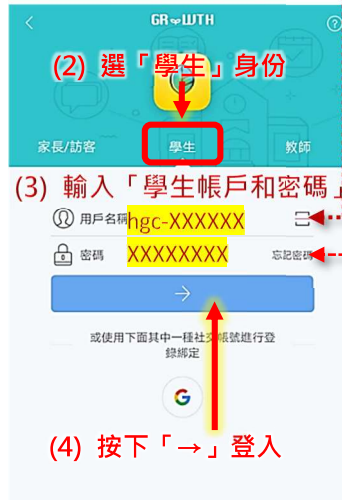 GR WTH
(2) 選「學生」身份
家長/訪客
學生
教師
(3) 輸入「學生帳戶和密碼」
用戶名稱 hgc-XXXXXX
密碼 XXXXXXXX 忘記密碼
→
或使用下面其中一種社交帳號進行登
錄綁定
G
(4) 按下「→」登入